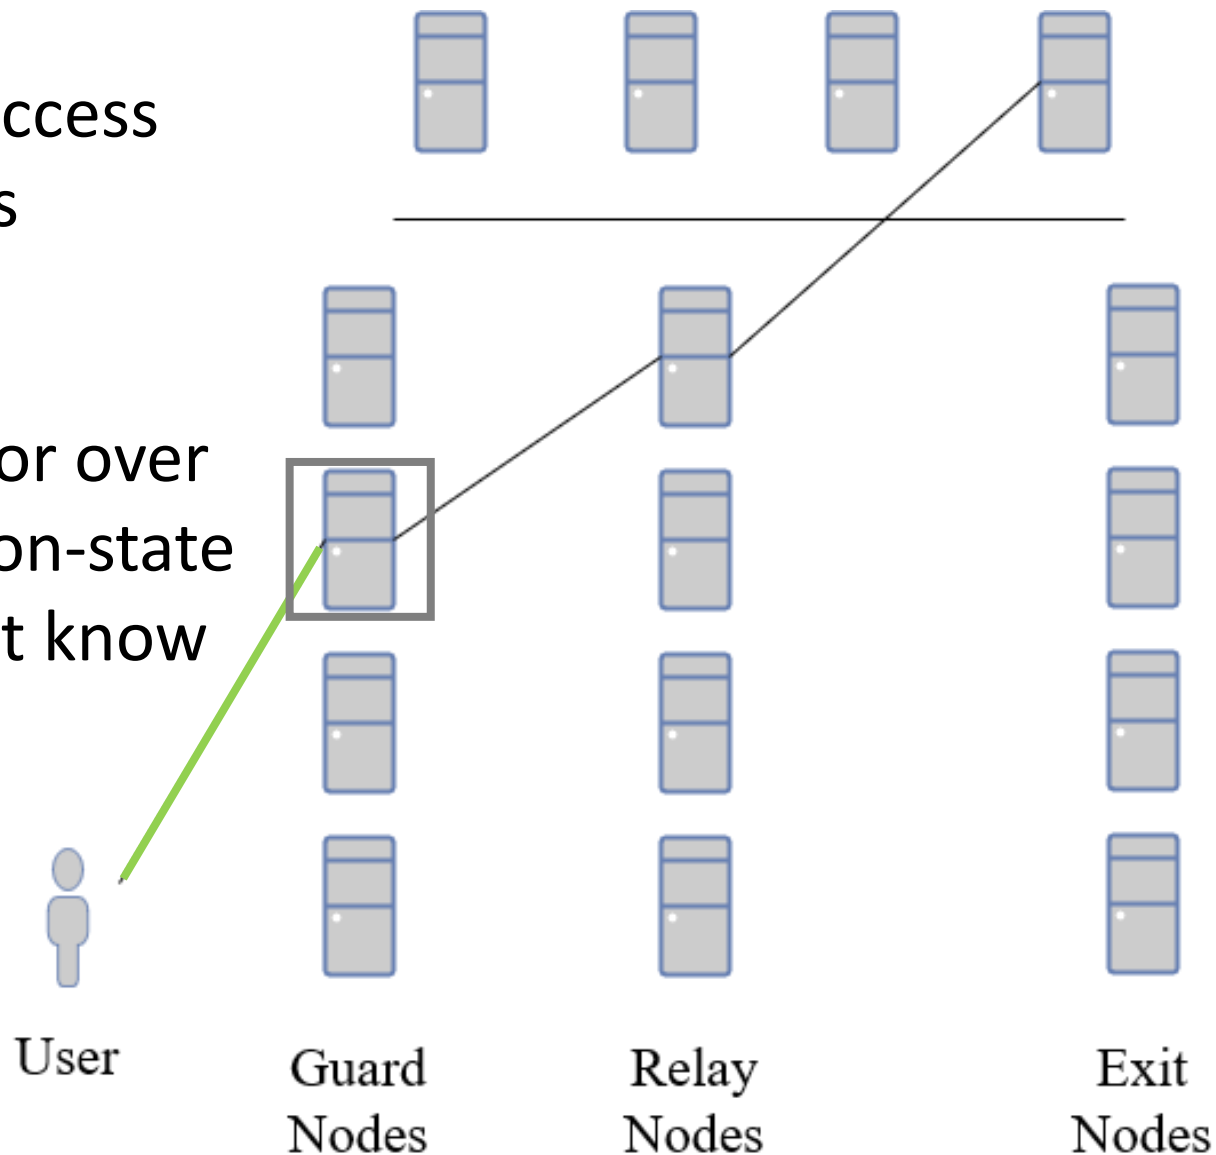 ccess
s
or over
on-state
t know
User
Guard
Nodes
Relay
Nodes
Exit
Nodes